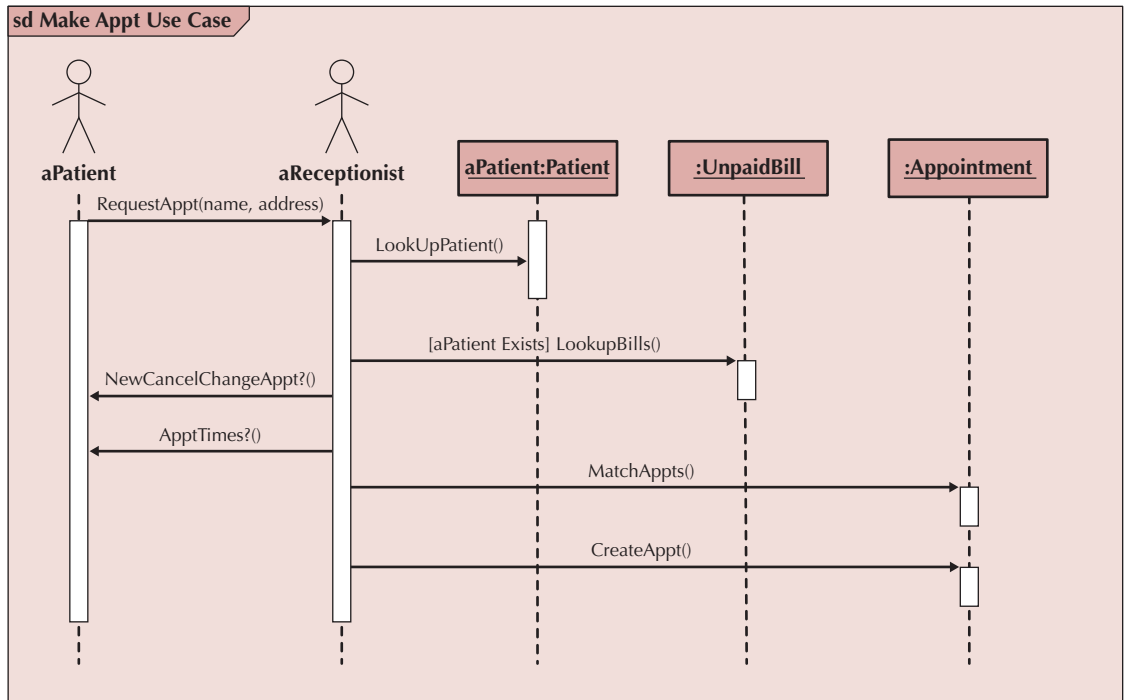 sd Make Appt Use Case
aPatient
aReceptionist
aPatient:Patient
:UnpaidBill
:Appointment
RequestAppt(name, address)
LookUpPatient()
[aPatient Exists] LookupBills()
NewCancelChangeAppt?()
ApptTimes?()
MatchAppts()
CreateAppt()